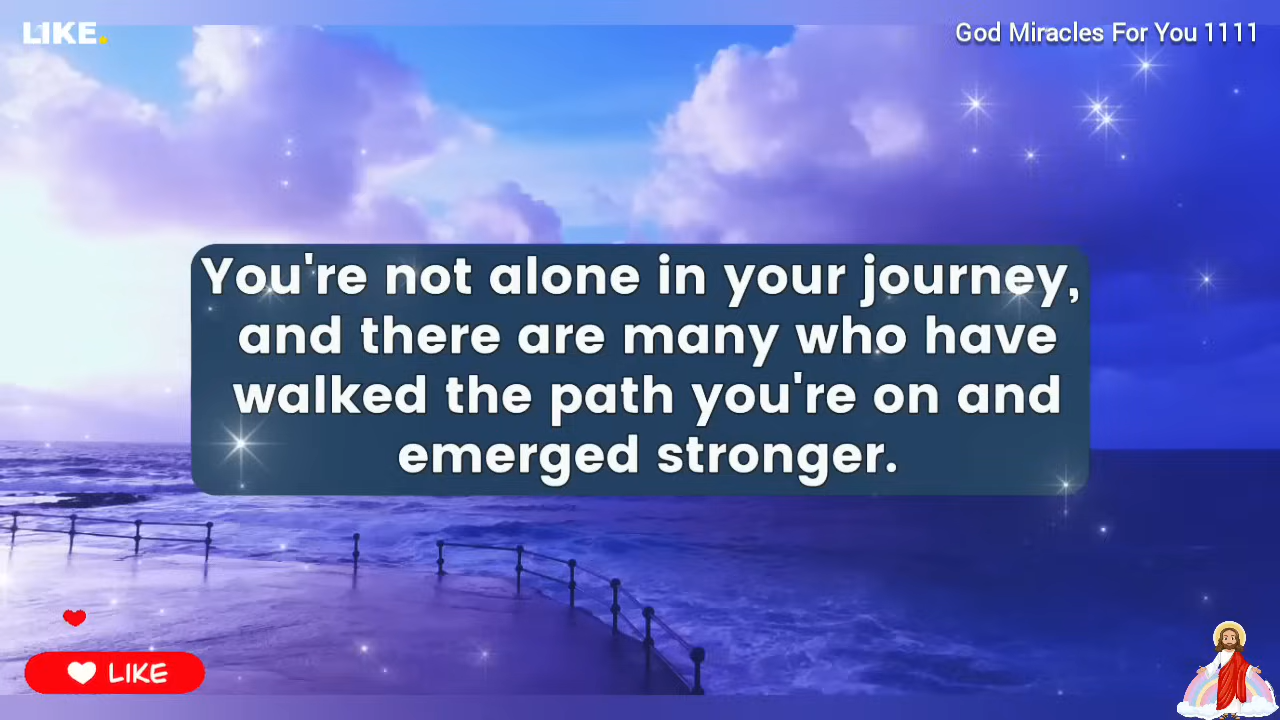 LIKE.
God Miracles For You 1111
You're not alone in your journey,
and there are many who have
walked the path you're on and
emerged stronger.
LIKE